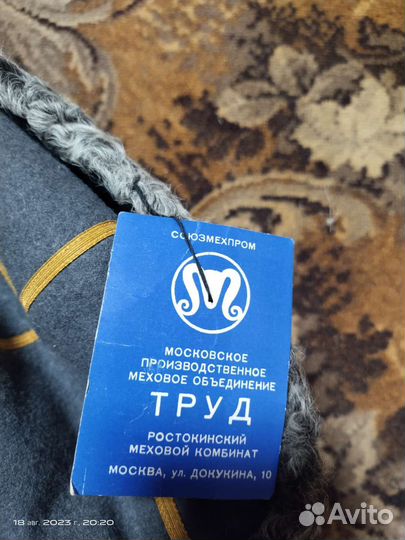 СОЮЗМЕХПРОМ
МОСКОВСКОЕ
ПРОИЗВОДСТВЕННОЕ
МЕХОВОЕ ОБЪЕДИНЕНИЕ
ТРУД
РОСТОКИНСКИЙ
МЕХОВОЙ КОМБИНАТ
МОСКВА, ул. ДОКУКИНА, 10
18 авг. 2023 г. 20:20
Avito